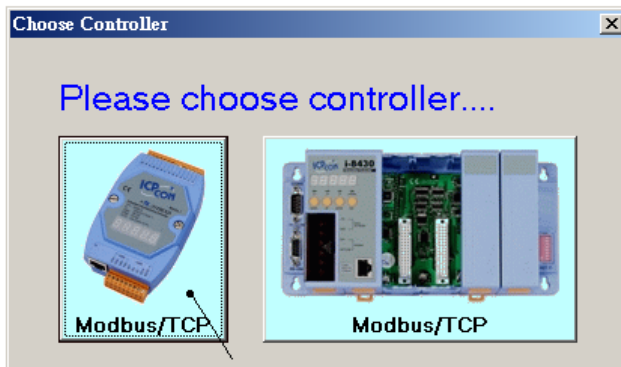 Choose Controller
Please choose controller....
ICP CON
ICP CON i-8430
Modbus/TCP
Modbus/TCP